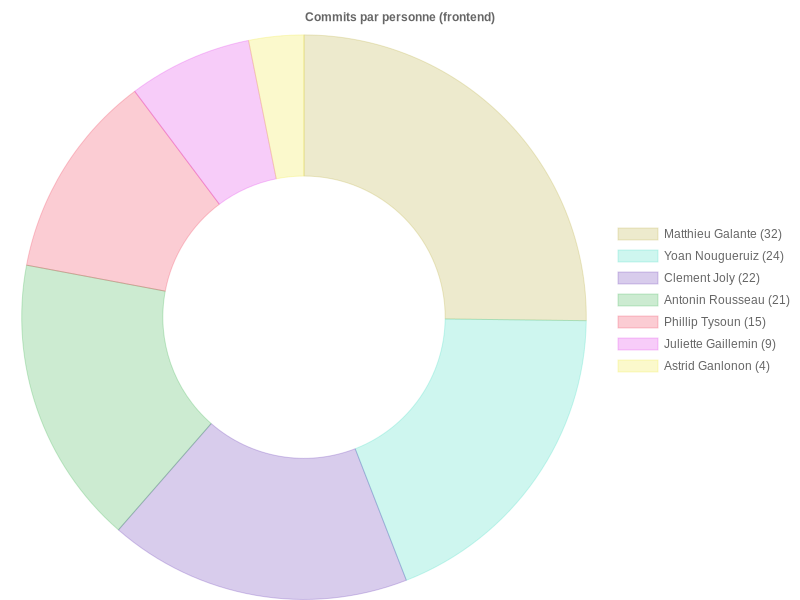 Commits par personne (frontend)
Matthieu Galante (32)
Yoan Nougueruiz (24)
Clement Joly (22)
Antonin Rousseau (21)
Phillip Tysoun (15)
Juliette Gaillemin (9)
Astrid Ganlonon (4)